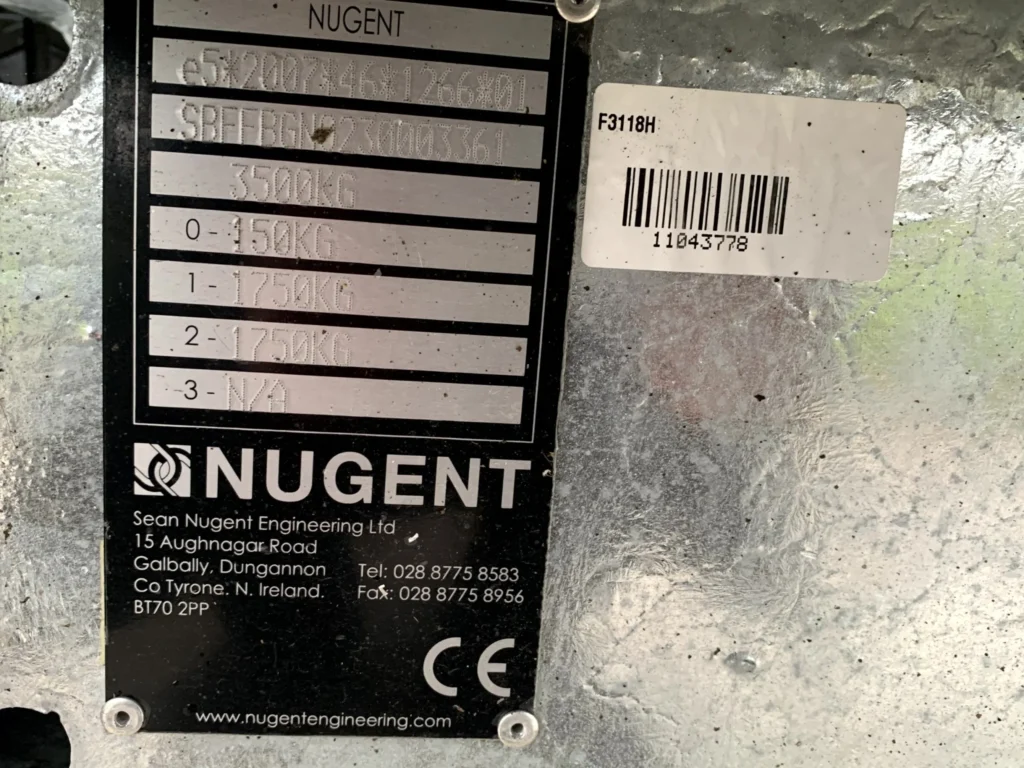 NUGENT
e5*2007*46*1266*01
3500KG
0 - 150KG
1 - 1750KG
2 - 1750KG
3 - N/A
NUGENT
Sean Nugent Engineering Ltd
15 Aughnagar Road
Galbally, Dungannon Tel: 028 8775 8583
Co Tyrone. N. Ireland. Fax: 028 8775 8956
BT70 2PP
CE
www.nugentengineering.com
F3118H
11043778